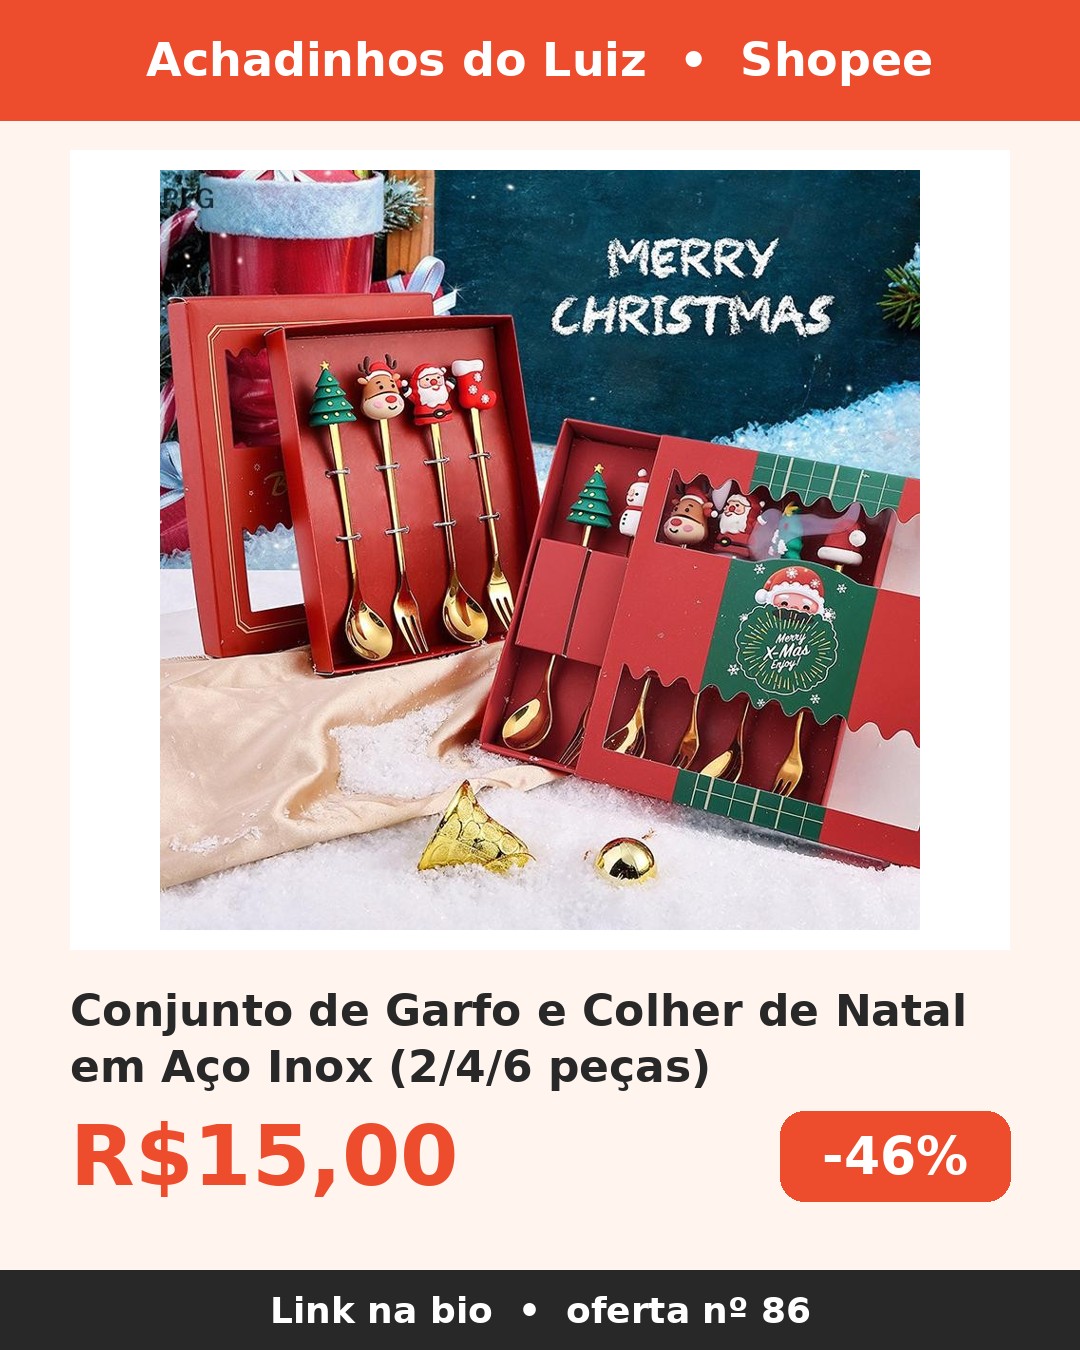 Achadinhos do Luiz • Shopee
MERRY
CHRISTMAS
Merry
X-Mas
Enjoy!
Conjunto de Garfo e Colher de Natal
em Aço Inox (2/4/6 peças)
R$15,00
-46%
Link na bio • oferta nº 86